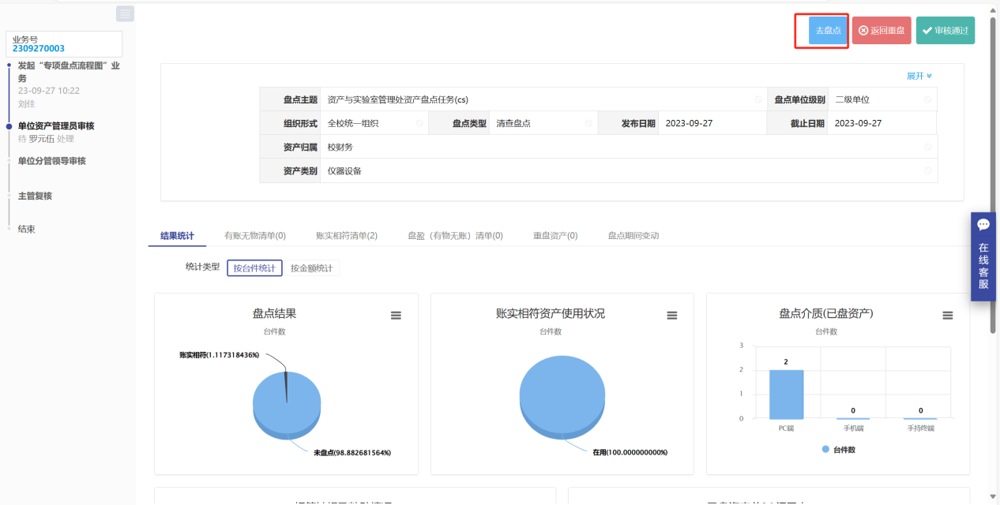 业务号
2309270003
发起“专项盘点流程图”业
务
23-09-27 10:22
刘佳
单位资产管理员审核
待 罗元伍 处理
单位分管领导审核
主管复核
结束
去盘点
返回重盘
审核通过
展开
盘点主题 资产与实验室管理处资产盘点任务(cs) 盘点单位级别 二级单位
组织形式 全校统一组织 盘点类型 清查盘点 发布日期 2023-09-27 截止日期 2023-09-27
资产归属 校财务
资产类别 仪器设备
结果统计 有账无物清单(0) 账实相符清单(2) 盘盈（有物无账）清单(0) 重盘资产(0) 盘点期间变动
统计类型 按台件统计 按金额统计
盘点结果
台件数
账实相符(1.117318436%)
未盘点(98.882681564%)
账实相符资产使用状况
台件数
在用(100.000000000%)
盘点介质(已盘资产)
台件数
3
2
1
0
2
0
0
PC端 手机端 手持终端
台件数
在线客服